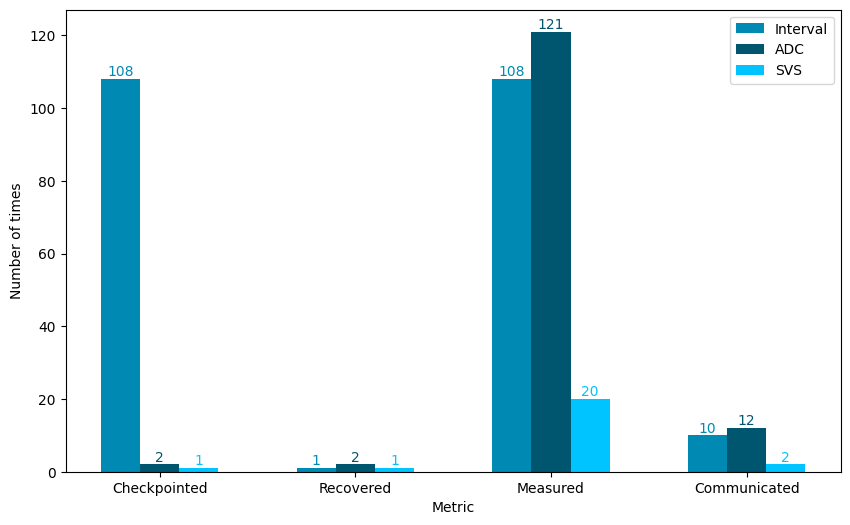 Interval
ADC
SVS
Number of times
120
100
80
60
40
20
0
108
2
1
1
2
1
108
121
20
10
12
2
Checkpointed
Recovered
Measured
Communicated
Metric